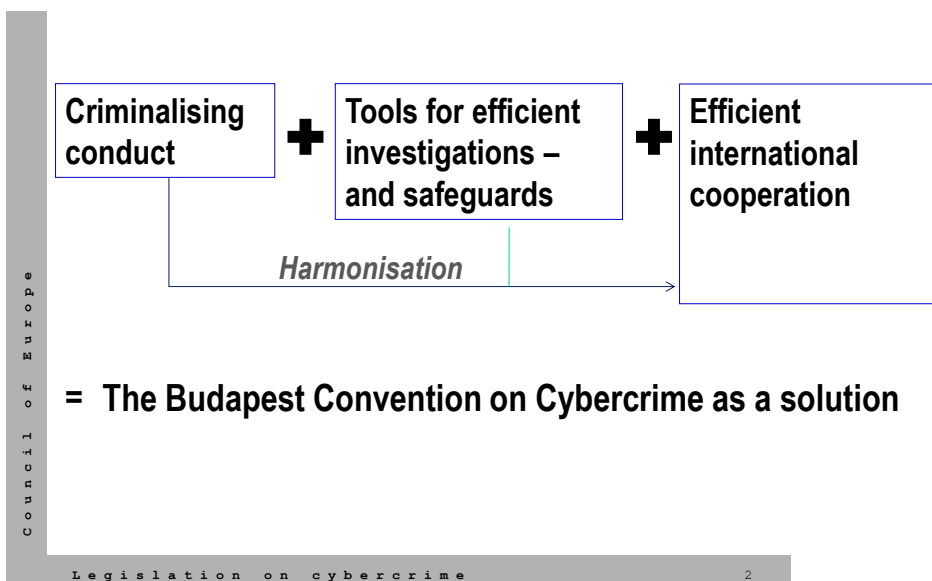 Criminalising
conduct
+
Tools for efficient
investigations –
and safeguards
+
Efficient
international
cooperation
Harmonisation
= The Budapest Convention on Cybercrime as a solution
Council of Europe
Legislation on cybercrime
2